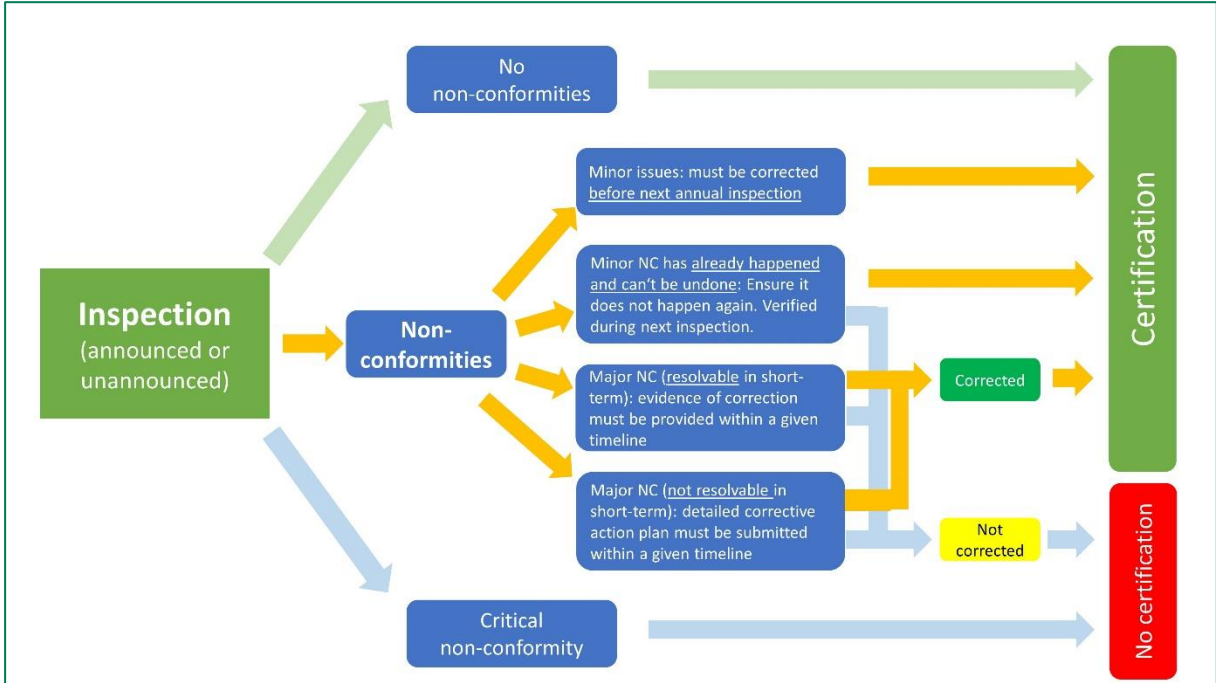 No
non-conformities
Minor issues: must be corrected
before next annual inspection
Minor NC has already happened
and can't be undone: Ensure it
does not happen again. Verified
during next inspection.
Inspection
(announced or
unannounced)
Non-
conformities
Major NC (resolvable in short-
term): evidence of correction
must be provided within a given
timeline
Corrected
Certification
Major NC (not resolvable in
short-term): detailed corrective
action plan must be submitted
within a given timeline
Not
corrected
No certification
Critical
non-conformity